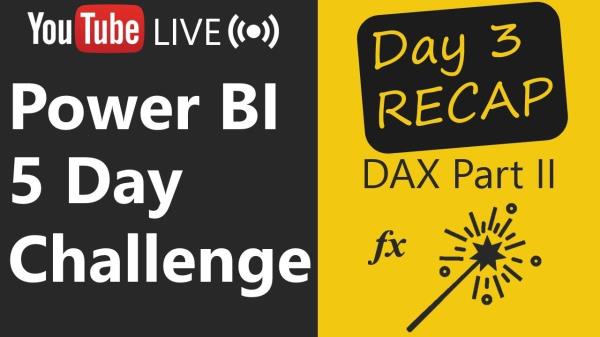 YouTube LIVE
Power BI
5 Day
Challenge
Day 3
RECAP
DAX Part II
fx